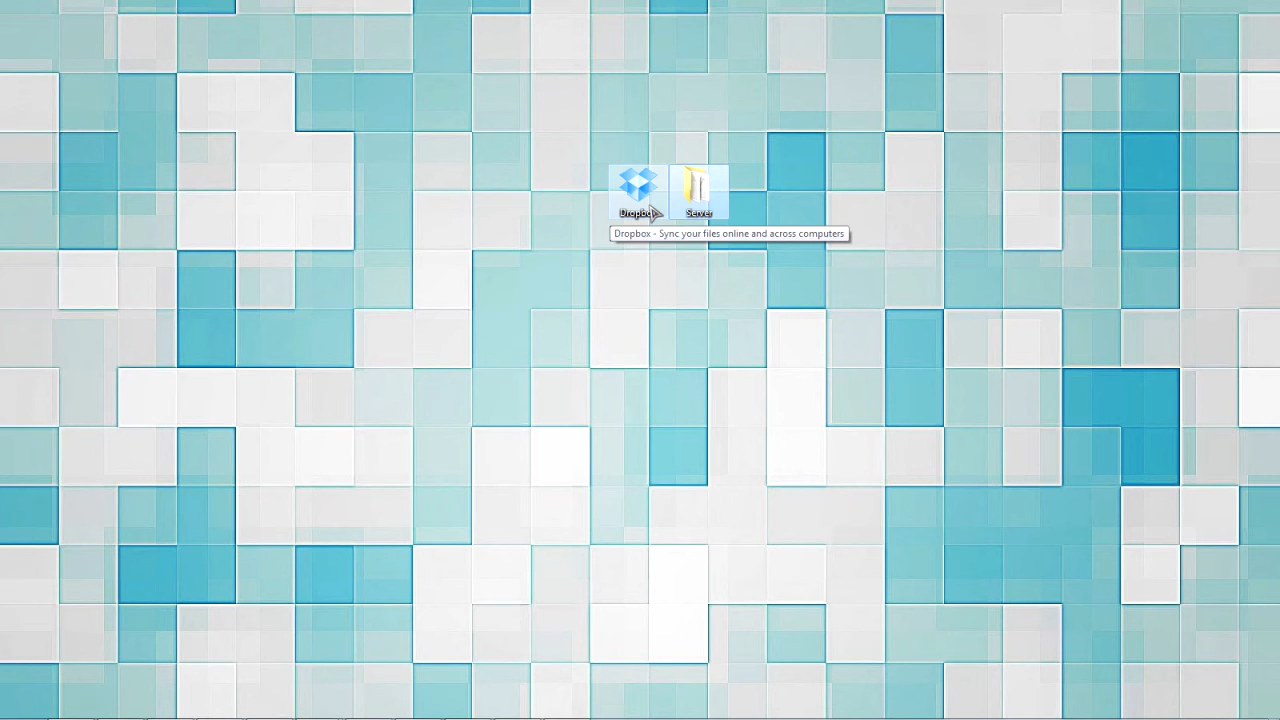 Dropbox Server
Dropbox - Sync your files online and across computers